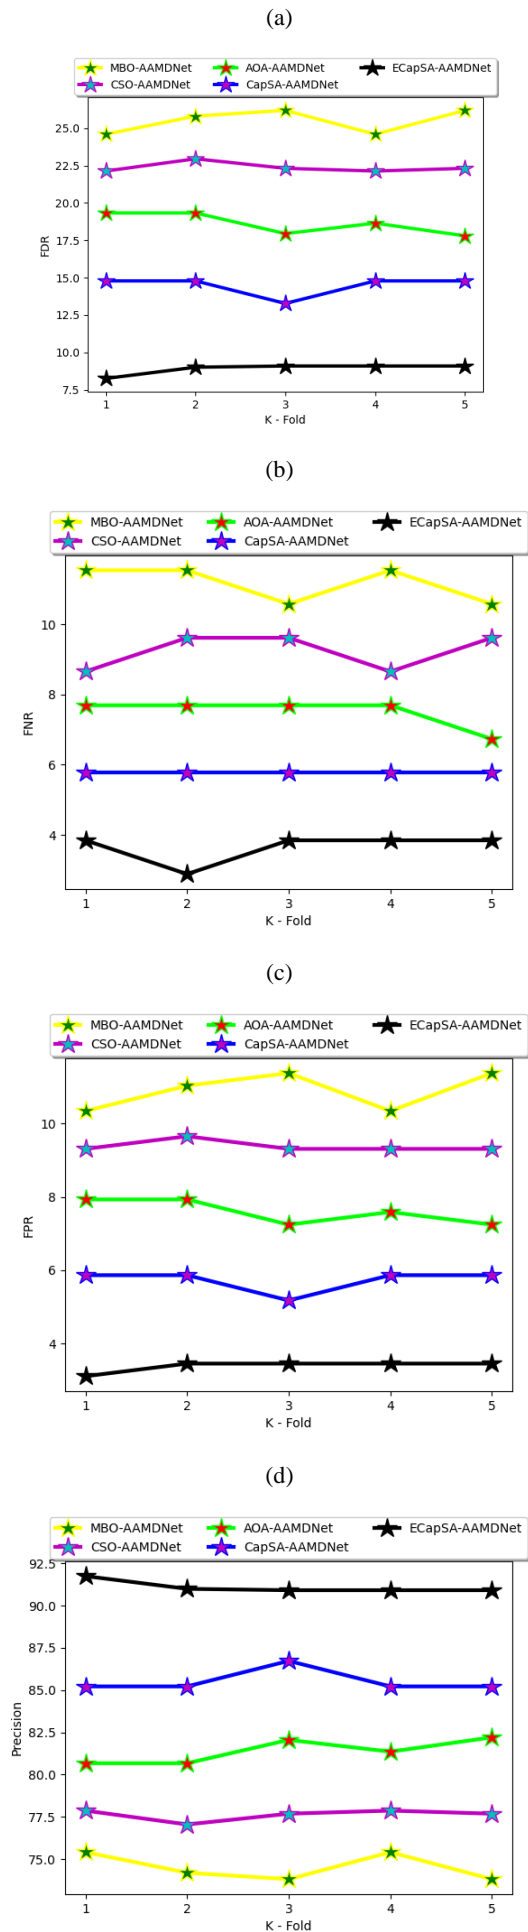 (a)
MBO-AAMDNet AOA-AAMDNet ECapSA-AAMDNet
CSO-AAMDNet CapSA-AAMDNet
25.0
22.5
20.0
17.5
15.0
12.5
10.0
7.5
FDR
1 2 3 4 5
K - Fold
(b)
MBO-AAMDNet AOA-AAMDNet ECapSA-AAMDNet
CSO-AAMDNet CapSA-AAMDNet
10
8
6
4
FNR
1 2 3 4 5
K - Fold
(c)
MBO-AAMDNet AOA-AAMDNet ECapSA-AAMDNet
CSO-AAMDNet CapSA-AAMDNet
10
8
6
4
FPR
1 2 3 4 5
K - Fold
(d)
MBO-AAMDNet AOA-AAMDNet ECapSA-AAMDNet
CSO-AAMDNet CapSA-AAMDNet
92.5
90.0
87.5
85.0
82.5
80.0
77.5
75.0
Precision
1 2 3 4 5
K - Fold